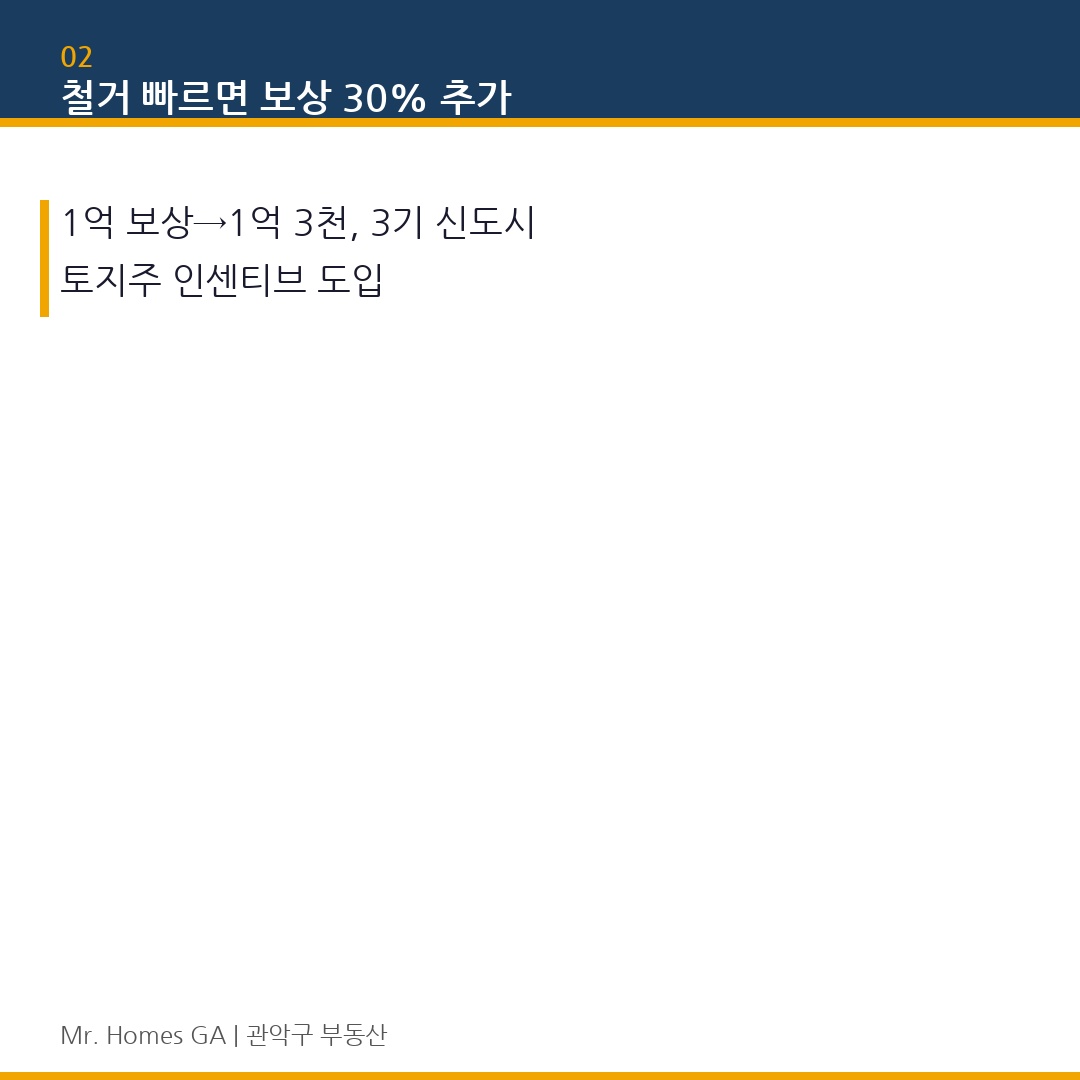 02
철거 빠르면 보상 30% 추가
1억 보상→1억 3천, 3기 신도시
토지주 인센티브 도입
Mr. Homes GA | 관악구 부동산